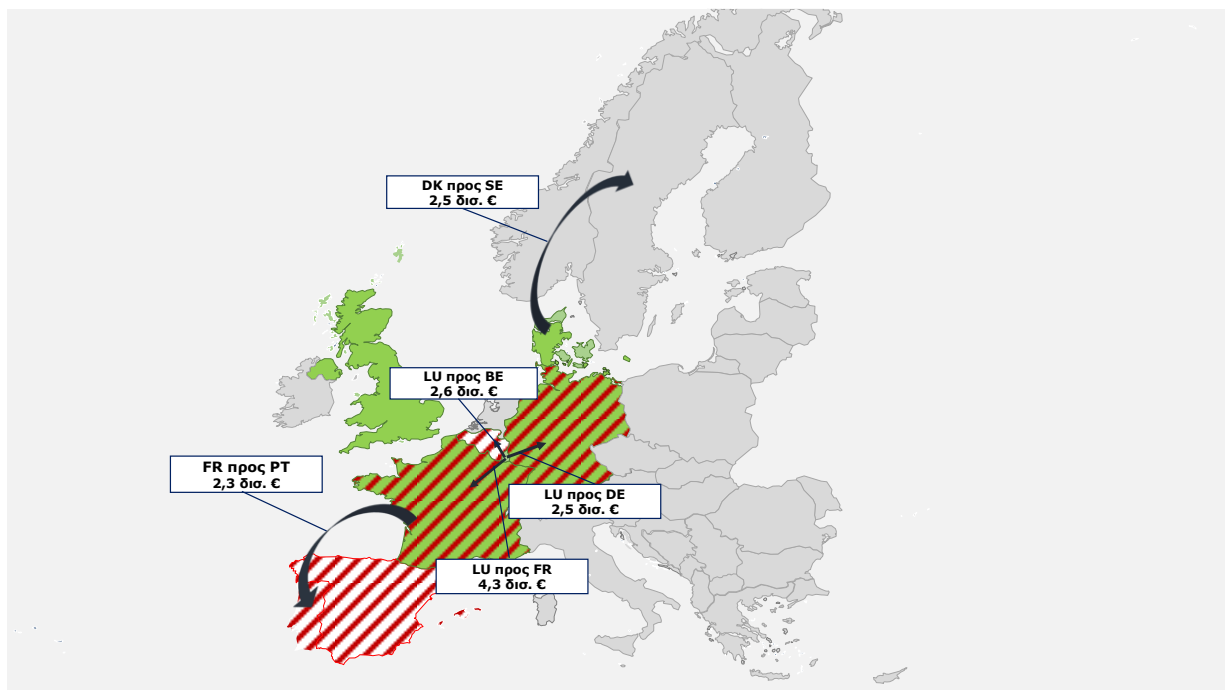 DK προς SE
2,5 δισ. €
LU προς BE
2,6 δισ. €
FR προς PT
2,3 δισ. €
LU προς DE
2,5 δισ. €
LU προς FR
4,3 δισ. €